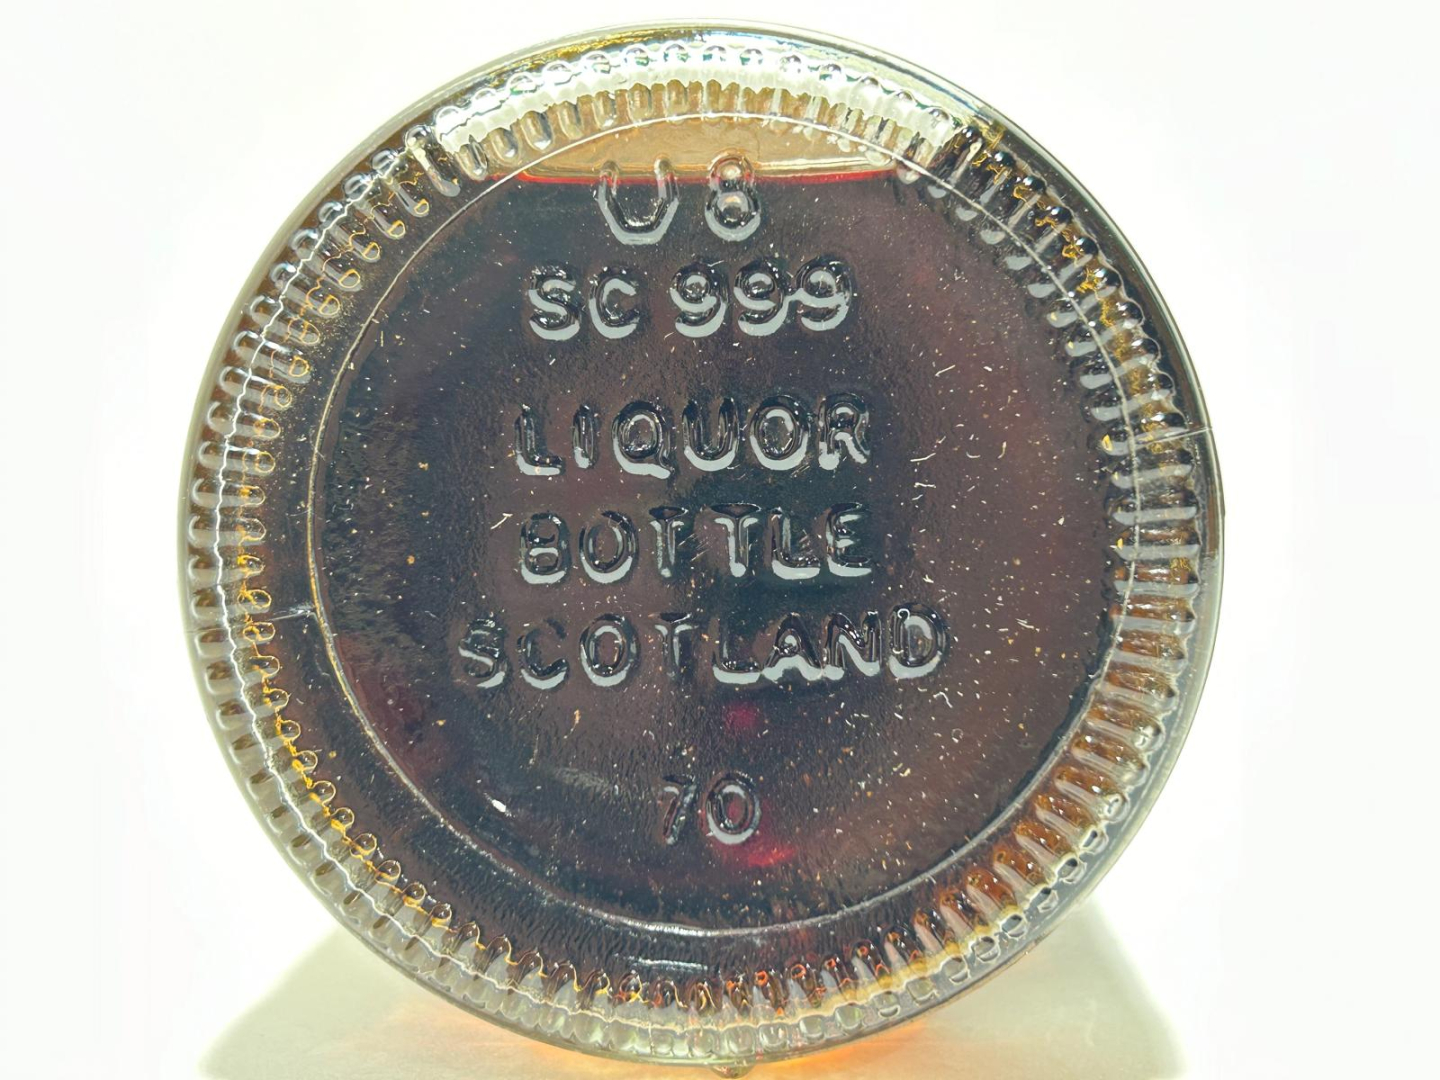 U 8
SC 999
LIQUOR
BOTTLE
SCOTLAND
70